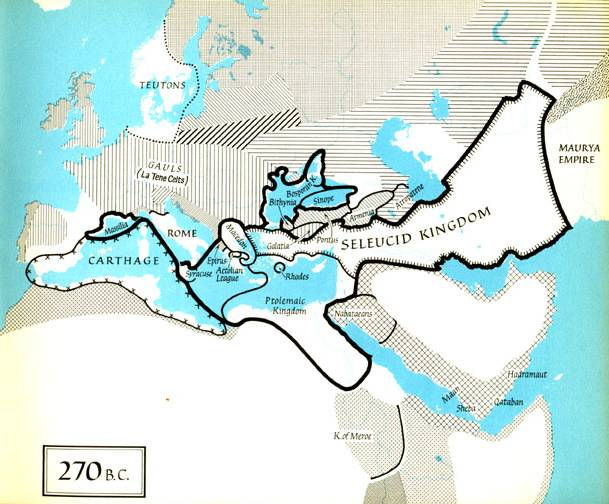 TEUTONS
GAULS
(La Tene Celts)
MAURYA
EMPIRE
Bosporan K.
Bithynia
Sinope
Armenia
Atropatene
Massilia
ROME
Macedon
Galatia
Pontus
SELEUCID KINGDOM
CARTHAGE
Epirus
Syracuse
Aetolian
League
Rhodes
Ptolemaic
Kingdom
Nabataeans
Hadramaut
Maan
Sheba
Qataban
K. of Meroe
270 B.C.